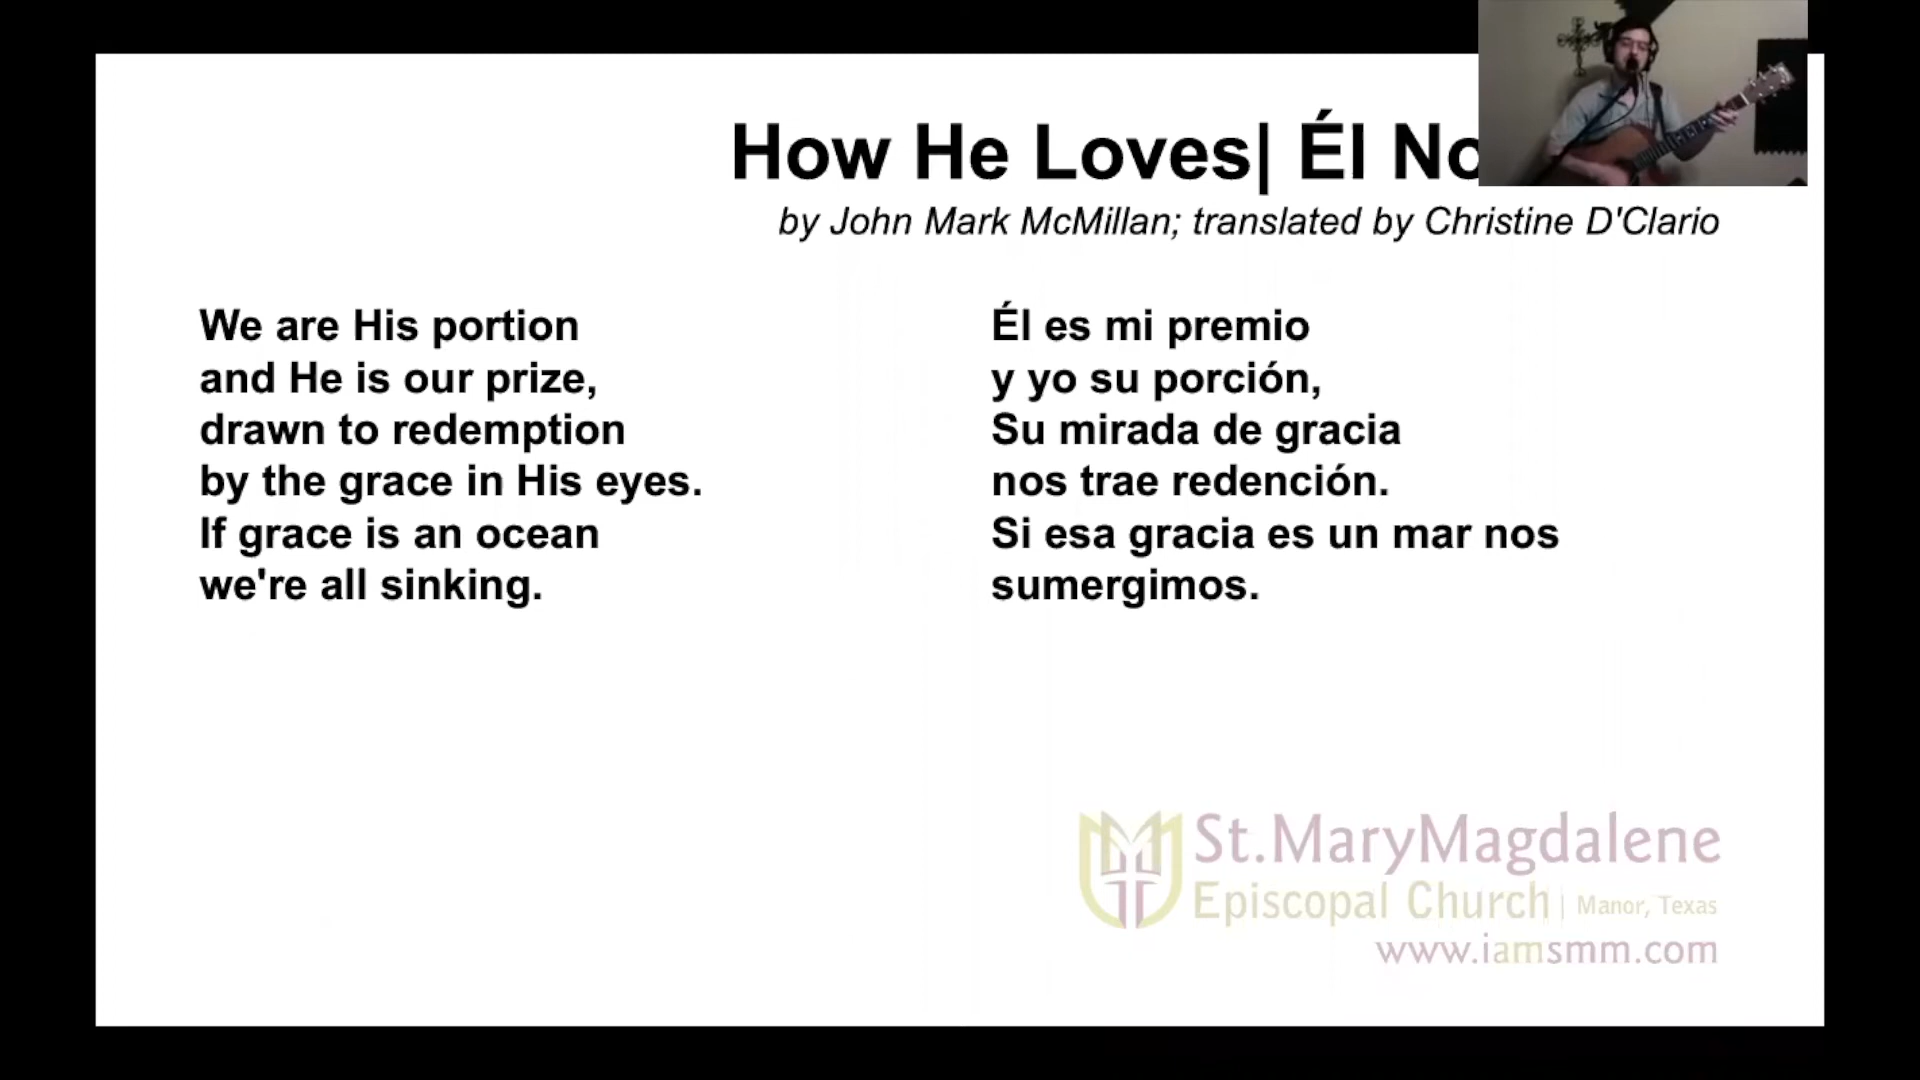 How He Loves| Él
by John Mark McMillan; translated by Christine D'Clario
We are His portion
and He is our prize,
drawn to redemption
by the grace in His eyes.
If grace is an ocean
we're all sinking.
Él es mi premio
y yo su porción,
Su mirada de gracia
nos trae redención.
Si esa gracia es un mar nos
sumergimos.
St.MaryMagdalene
Episcopal Church | Manor, Texas
www.iamsmm.com